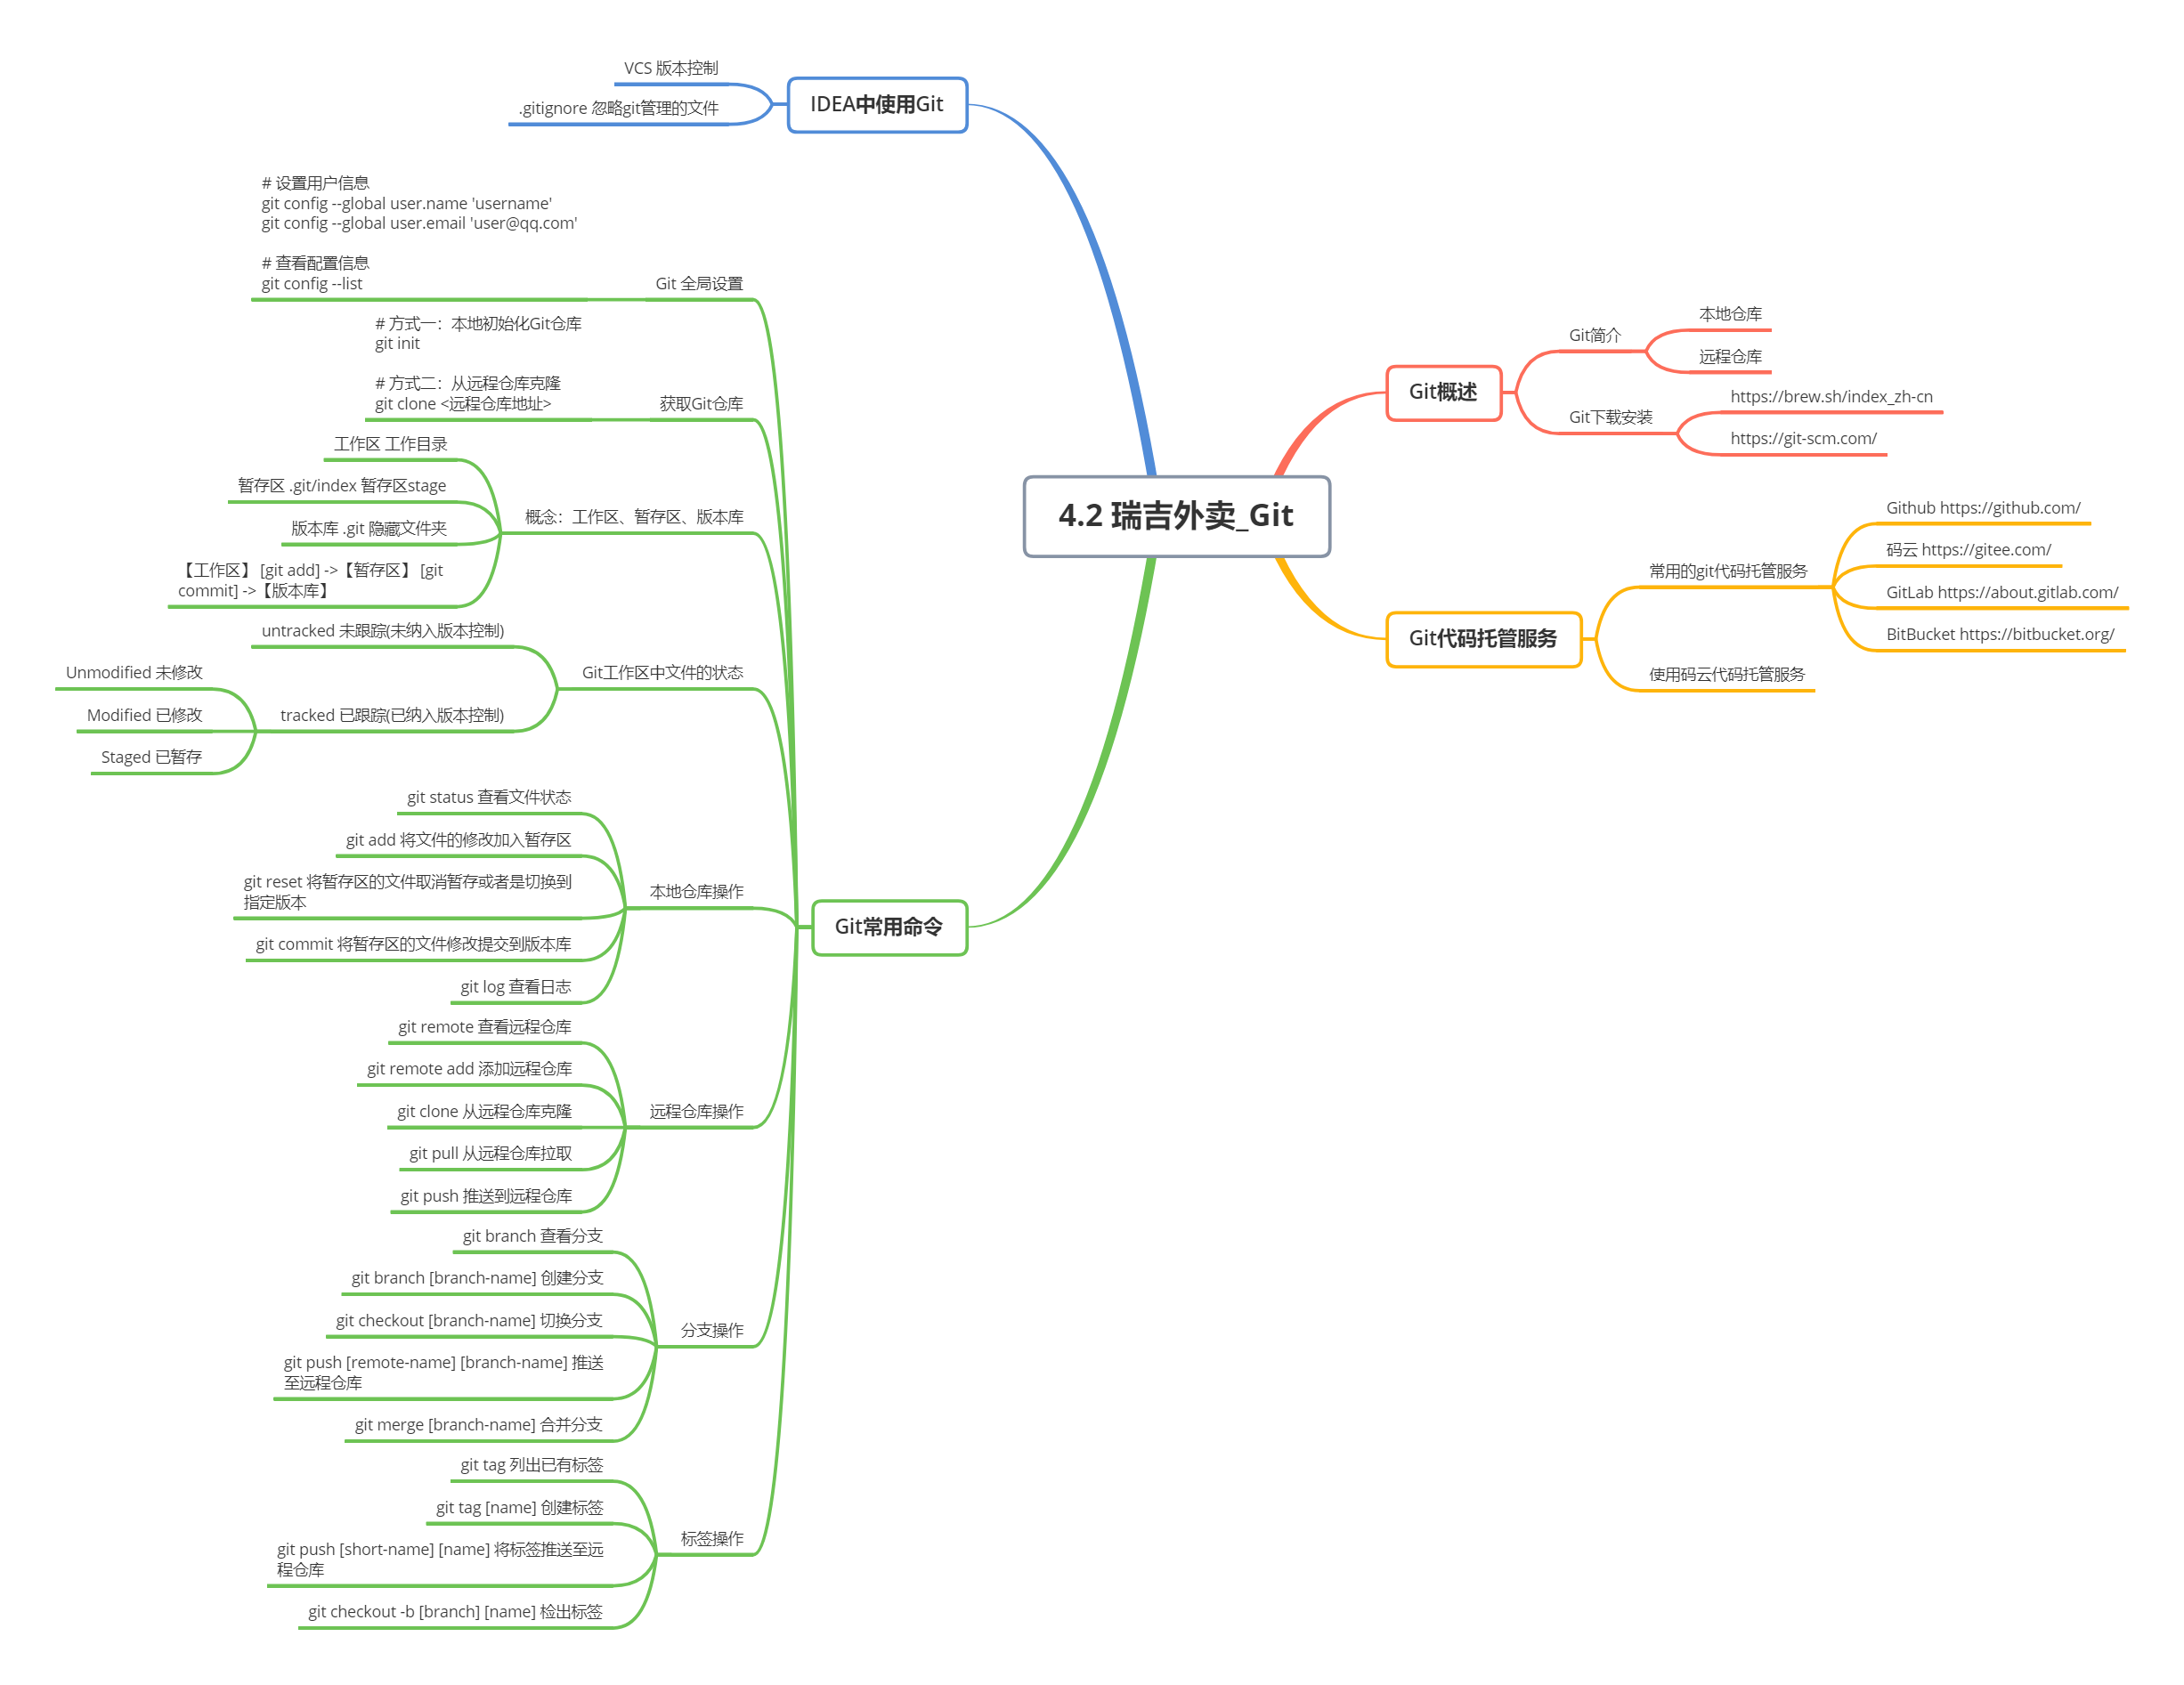 4.2 瑞吉外卖_Git
Git概述
Git简介
本地仓库
远程仓库
Git下载安装
https://brew.sh/index_zh-cn
https://git-scm.com/
Git代码托管服务
常用的git代码托管服务
Github https://github.com/
码云 https://gitee.com/
GitLab https://about.gitlab.com/
BitBucket https://bitbucket.org/
使用码云代码托管服务
IDEA中使用Git
VCS 版本控制
.gitignore 忽略git管理的文件
Git常用命令
Git 全局设置
# 设置用户信息
git config --global user.name 'username'
git config --global user.email 'user@qq.com'
# 查看配置信息
git config --list
获取Git仓库
# 方式一：本地初始化Git仓库
git init
# 方式二：从远程仓库克隆
git clone <远程仓库地址>
概念：工作区、暂存区、版本库
工作区 工作目录
暂存区 .git/index 暂存区stage
版本库 .git 隐藏文件夹
【工作区】 [git add] ->【暂存区】 [git
commit] ->【版本库】
Git工作区中文件的状态
untracked 未跟踪(未纳入版本控制)
tracked 已跟踪(已纳入版本控制)
Unmodified 未修改
Modified 已修改
Staged 已暂存
本地仓库操作
git status 查看文件状态
git add 将文件的修改加入暂存区
git reset 将暂存区的文件取消暂存或者是切换到
指定版本
git commit 将暂存区的文件修改提交到版本库
git log 查看日志
远程仓库操作
git remote 查看远程仓库
git remote add 添加远程仓库
git clone 从远程仓库克隆
git pull 从远程仓库拉取
git push 推送到远程仓库
分支操作
git branch 查看分支
git branch [branch-name] 创建分支
git checkout [branch-name] 切换分支
git push [remote-name] [branch-name] 推送
至远程仓库
git merge [branch-name] 合并分支
标签操作
git tag 列出已有标签
git tag [name] 创建标签
git push [short-name] [name] 将标签推送至远
程仓库
git checkout -b [branch] [name] 检出标签